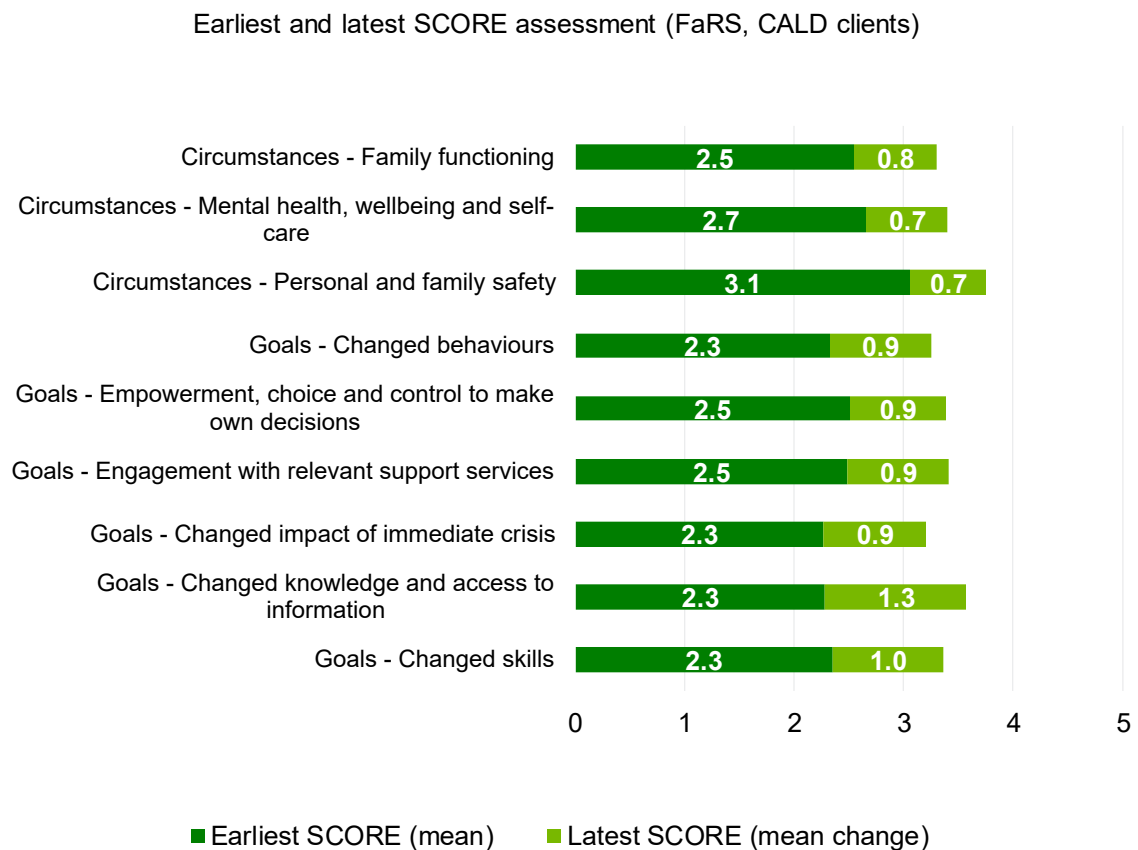 Earliest and latest SCORE assessment (FaRS, CALD clients)
Circumstances - Family functioning
2.5
0.8
Circumstances - Mental health, wellbeing and self-
care
2.7
0.7
Circumstances - Personal and family safety
3.1
0.7
Goals - Changed behaviours
2.3
0.9
Goals - Empowerment, choice and control to make
own decisions
2.5
0.9
Goals - Engagement with relevant support services
2.5
0.9
Goals - Changed impact of immediate crisis
2.3
0.9
Goals - Changed knowledge and access to
information
2.3
1.3
Goals - Changed skills
2.3
1.0
0 1 2 3 4 5
Earliest SCORE (mean) Latest SCORE (mean change)